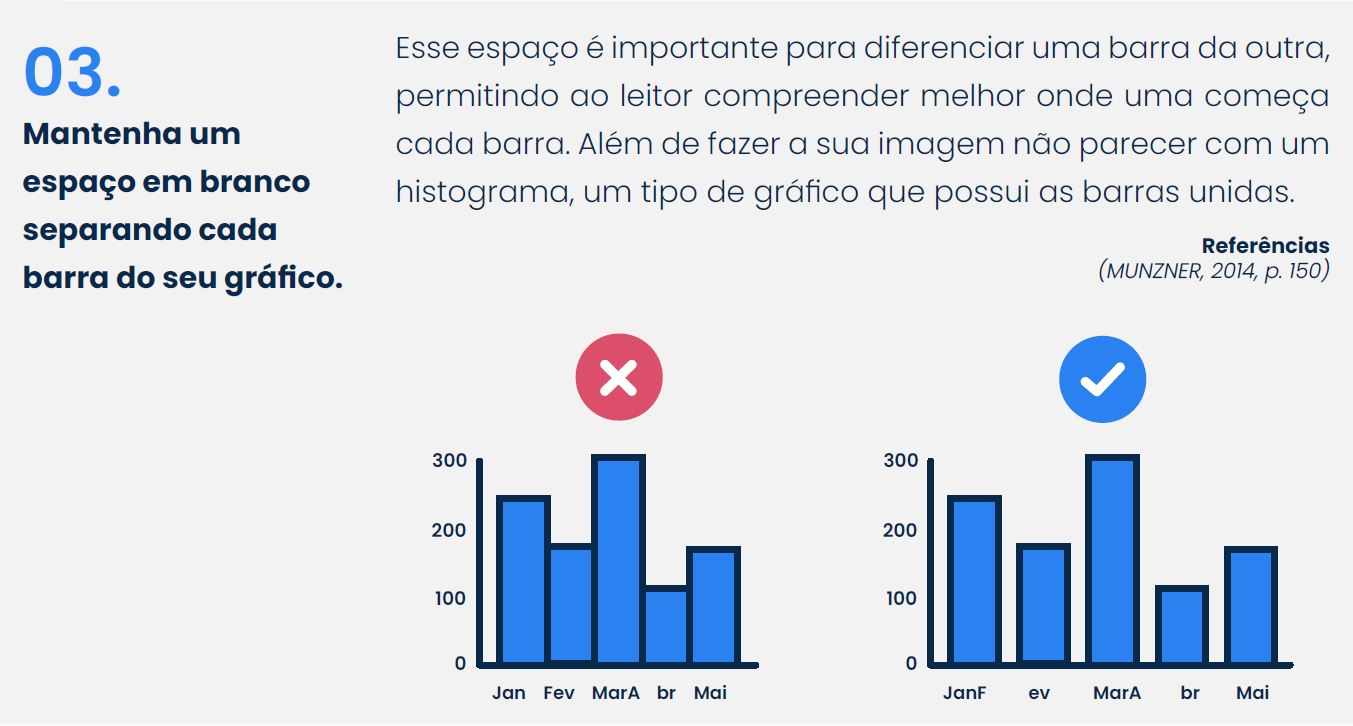 03.
Mantenha um
espaço em branco
separando cada
barra do seu gráfico.
Esse espaço é importante para diferenciar uma barra da outra,
permitindo ao leitor compreender melhor onde uma começa
cada barra. Além de fazer a sua imagem não parecer com um
histograma, um tipo de gráfico que possui as barras unidas.
Referências
(MUNZNER, 2014, p. 150)
300
200
100
0
Jan Fev MarA br Mai
300
200
100
0
JanF ev MarA br Mai